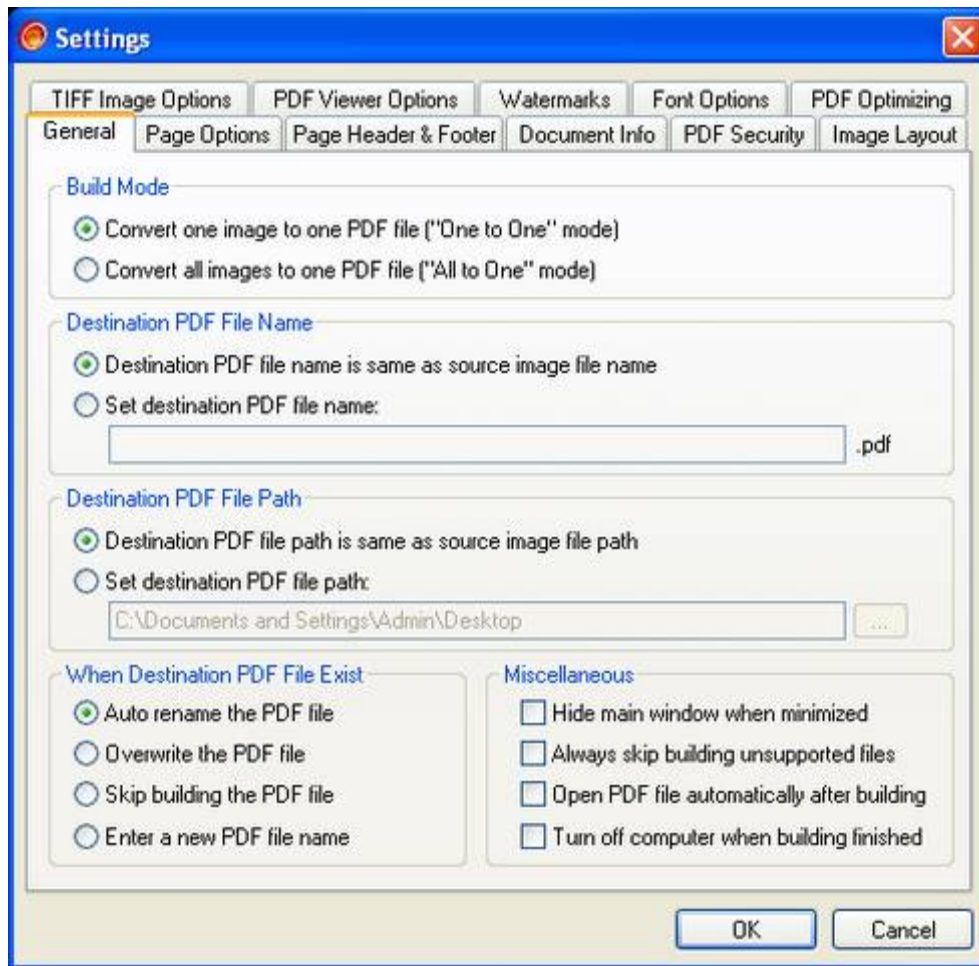 Settings
TIFF Image Options PDF Viewer Options Watermarks Font Options PDF Optimizing
General Page Options Page Header & Footer Document Info PDF Security Image Layout
Build Mode
Convert one image to one PDF file ("One to One" mode)
Convert all images to one PDF file ("All to One" mode)
Destination PDF File Name
Destination PDF file name is same as source image file name
Set destination PDF file name:
.pdf
Destination PDF File Path
Destination PDF file path is same as source image file path
Set destination PDF file path:
C:\Documents and Settings\Admin\Desktop ...
When Destination PDF File Exist
Auto rename the PDF file
Overwrite the PDF file
Skip building the PDF file
Enter a new PDF file name
Miscellaneous
Hide main window when minimized
Always skip building unsupported files
Open PDF file automatically after building
Turn off computer when building finished
OK Cancel